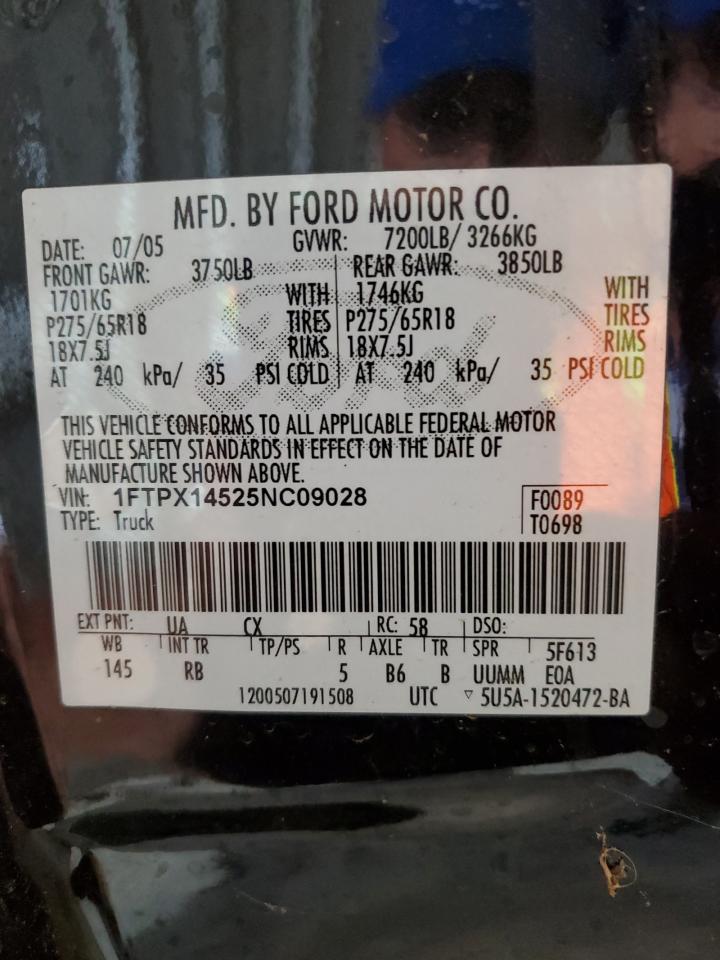 MFD. BY FORD MOTOR CO.
DATE: 07/05 GVWR: 7200LB/ 3266KG
FRONT GAWR: 3750LB REAR GAWR: 3850LB
1701KG WITH 1746KG WITH
P275/65R18 TIRES P275/65R18 TIRES
18X7.5J RIMS 18X7.5J RIMS
AT 240 kPa/ 35 PSI COLD AT 240 kPa/ 35 PSI COLD
Ford
THIS VEHICLE CONFORMS TO ALL APPLICABLE FEDERAL MOTOR
VEHICLE SAFETY STANDARDS IN EFFECT ON THE DATE OF
MANUFACTURE SHOWN ABOVE.
VIN: 1FTPX14525NC09028 F0089
TYPE: Truck T0698
EXT PNT: UA CX RC: 58 DSO:
WB INT TR TP/PS R AXLE TR SPR 5F613
145 RB 5 B6 B UUMM EOA
1200507191508 UTC ▽ 5U5A-1520472-BA